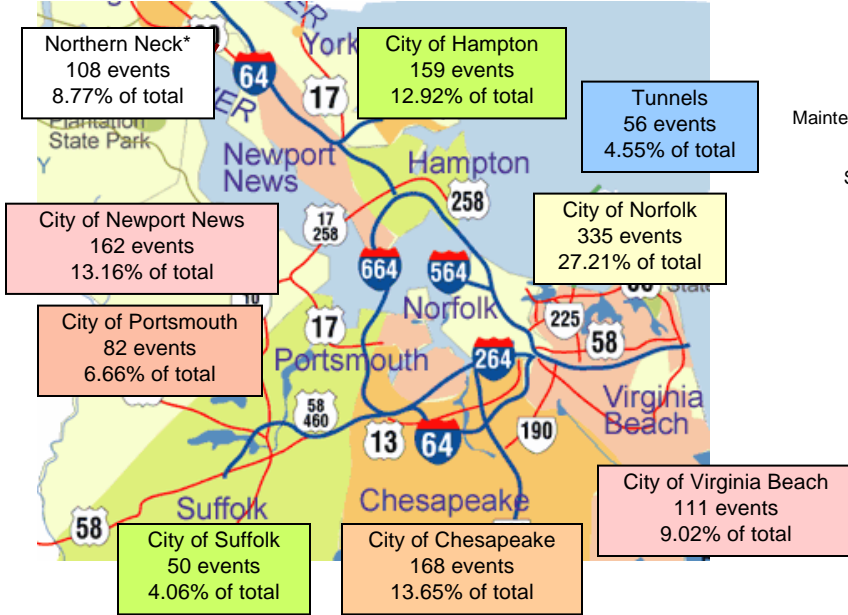 Northern Neck*
108 events
8.77% of total
City of Hampton
159 events
12.92% of total
Tunnels
56 events
4.55% of total
Mainte
S
York
64
17
ER
Plantation
State Park
Y
Newport
News
Hampton
258
17
258
City of Newport News
162 events
13.16% of total
City of Norfolk
335 events
27.21% of total
664
564
State
Norfolk
225
58
City of Portsmouth
82 events
6.66% of total
17
Portsmouth
264
Virginia
Beach
58
460
13
64
190
58
Suffolk
Chesapeake
City of Virginia Beach
111 events
9.02% of total
City of Suffolk
50 events
4.06% of total
City of Chesapeake
168 events
13.65% of total